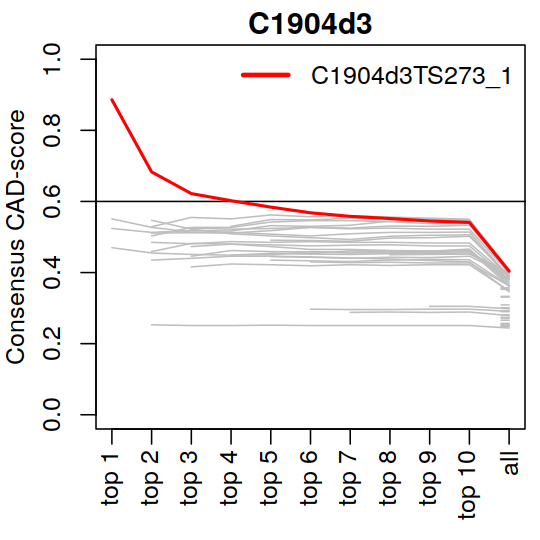 C1904d3
C1904d3TS273_1
Consensus CAD-score
1.0
0.8
0.6
0.4
0.2
0.0
top 1
top 2
top 3
top 4
top 5
top 6
top 7
top 8
top 9
top 10
all